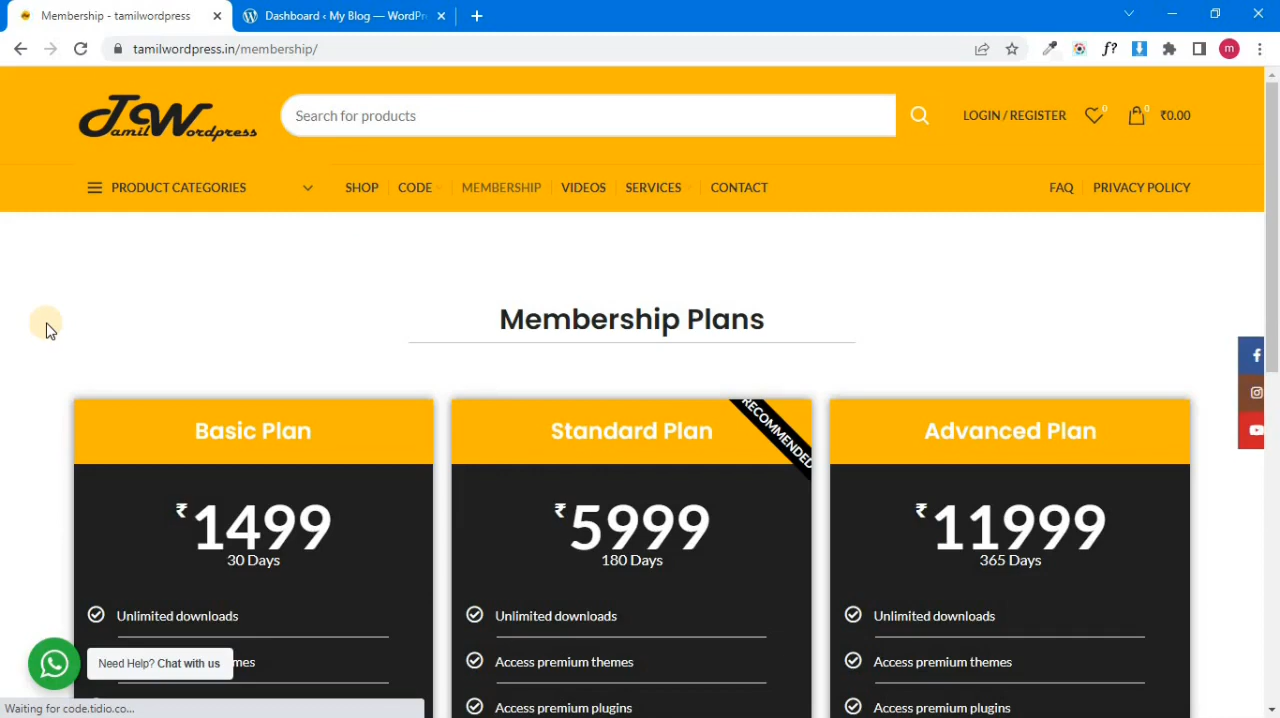 Membership - tamilwordpress
Dashboard ‹ My Blog — WordPr
tamilwordpress.in/membership/
f?
m
TamilWordpress
Search for products
LOGIN / REGISTER
0
0
₹0.00
PRODUCT CATEGORIES
SHOP
CODE
MEMBERSHIP
VIDEOS
SERVICES
CONTACT
FAQ
PRIVACY POLICY
Membership Plans
Basic Plan
₹1499
30 Days
Unlimited downloads
mes
Standard Plan
RECOMMENDED
₹5999
180 Days
Unlimited downloads
Access premium themes
Access premium plugins
Advanced Plan
₹11999
365 Days
Unlimited downloads
Access premium themes
Access premium plugins
Need Help? Chat with us
Waiting for code.tidio.co...